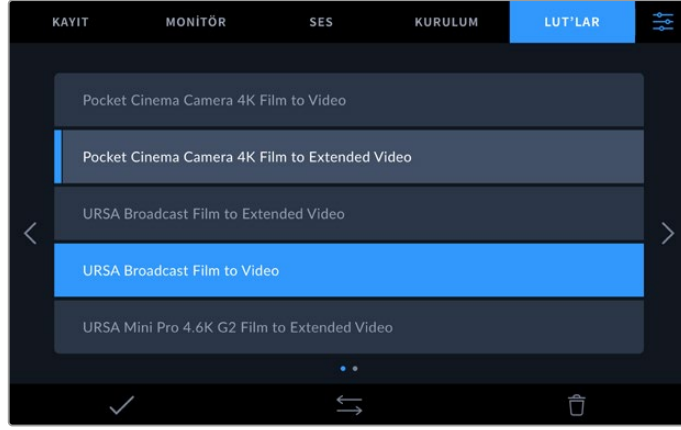 KAYIT MONİTÖR SES KURULUM LUT'LAR
Pocket Cinema Camera 4K Film to Video
Pocket Cinema Camera 4K Film to Extended Video
URSA Broadcast Film to Extended Video
URSA Broadcast Film to Video
URSA Mini Pro 4.6K G2 Film to Extended Video